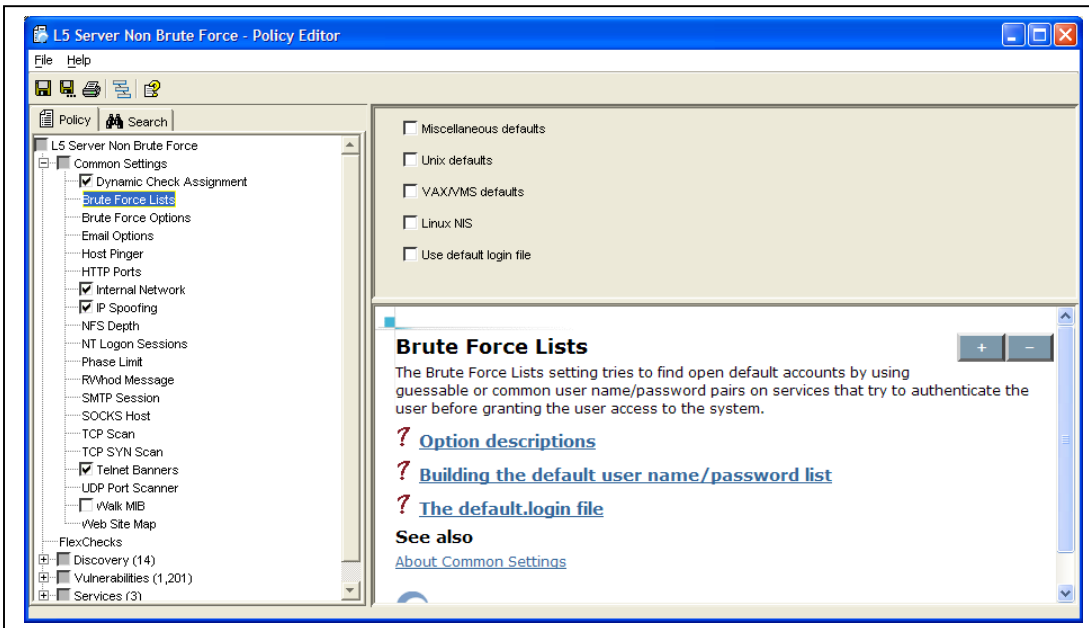 L5 Server Non Brute Force - Policy Editor
File Help
Policy Search
L5 Server Non Brute Force
Common Settings
Dynamic Check Assignment
Brute Force Lists
Brute Force Options
Email Options
Host Pinger
HTTP Ports
Internal Network
IP Spoofing
NFS Depth
NT Logon Sessions
Phase Limit
RWhod Message
SMTP Session
SOCKS Host
TCP Scan
TCP SYN Scan
Telnet Banners
UDP Port Scanner
Walk MIB
Web Site Map
FlexChecks
Discovery (14)
Vulnerabilities (1,201)
Services (3)
Miscellaneous defaults
Unix defaults
VAX/VMS defaults
Linux NIS
Use default login file
Brute Force Lists
The Brute Force Lists setting tries to find open default accounts by using
guessable or common user name/password pairs on services that try to authenticate the
user before granting the user access to the system.
? Option descriptions
? Building the default user name/password list
? The default.login file
See also
About Common Settings